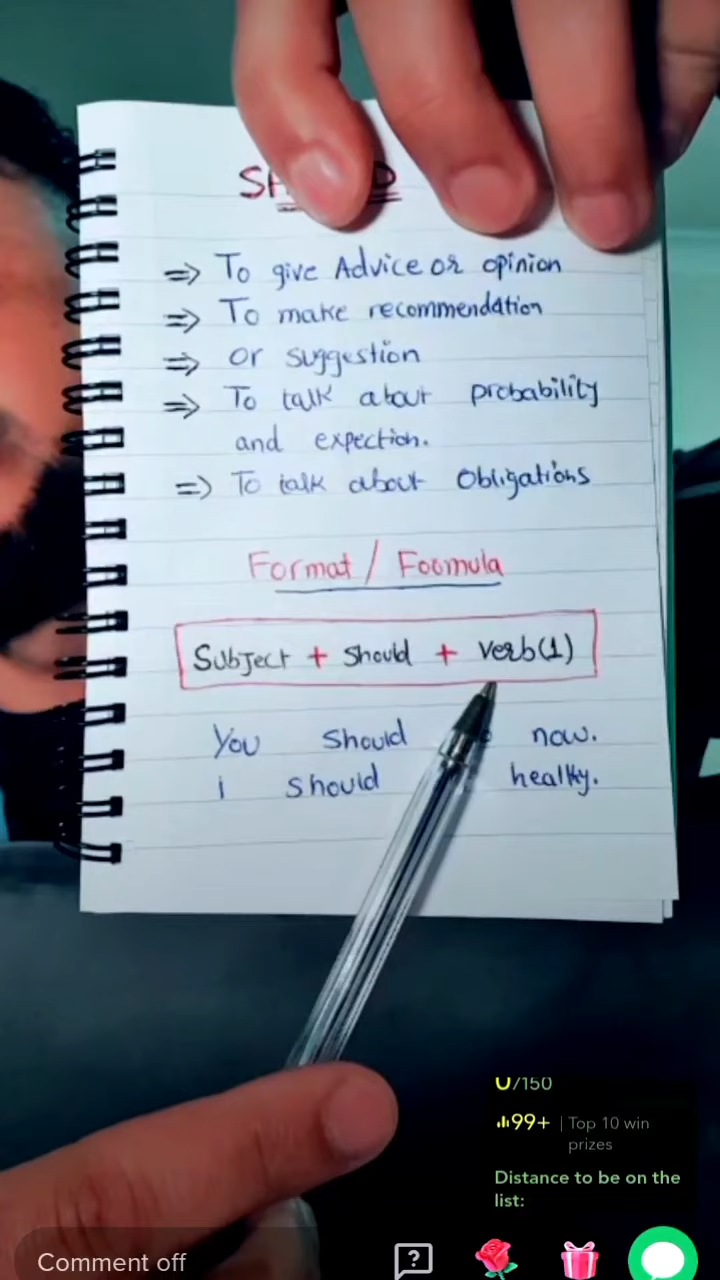 => To give Advice or opinion
=> To make recommendation
=> or suggestion
=> To talk about probability
and expection.
=> To talk about Obligations
Format / Foomula
Subject + Should + verb(1)
You should now.
i should healky.
0/150
99+ | Top 10 win
prizes
Distance to be on the
list:
Comment off